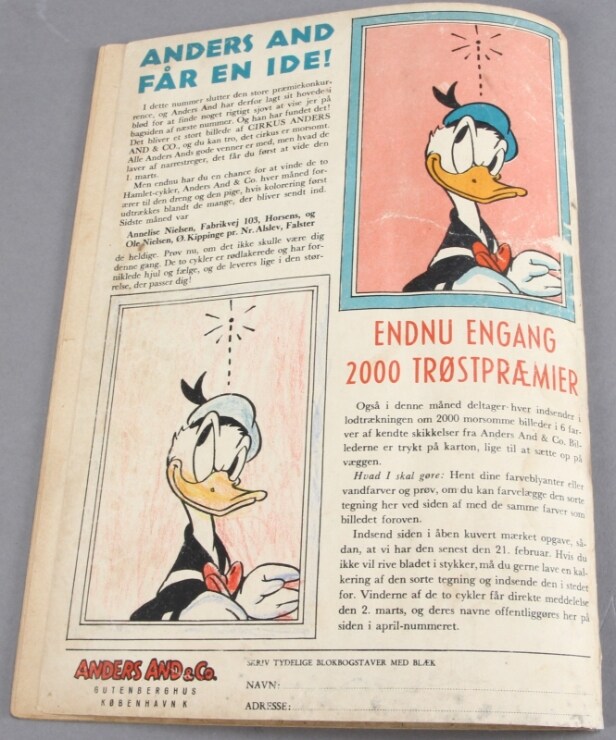 ANDERS AND
FÅR EN IDE!
I dette nummer slutter den store præmiekonkur-
rence, og Anders And har derfor lagt sit hoved i
blød for at finde noget rigtigt sjovt at vise jer på
bagsiden af næste nummer. Og han har fundet det!
Det bliver et stort billede af CIRKUS ANDERS
AND & CO., og du kan tro, det cirkus er morsomt.
Alle Anders Ands gode venner er med, men hvad de
laver af narrestreger, det får du først at vide den
1. marts.
Men endnu har du en chance for at vinde de to
Hamlet-cykler, Anders And & Co. hver måned for-
ærer til den dreng og den pige, hvis kolorering først
udtrækkes blandt de mange, der bliver sendt ind.
Sidste måned var
Annelise Nielsen, Fabrikvej 103, Horsens, og
Ole Nielsen, Ø. Kippinge pr. Nr. Alslev, Falster
de heldige. Prøv nu, om det ikke skulle være dig
denne gang. De to cykler er rødlakerede og har for-
niklede hjul og fælge, og de leveres lige i den stør-
relse, der passer dig!
ENDNU ENGANG
2000 TRØSTPRÆMIER
Også i denne måned deltager hver indsender i
lodtrækningen om 2000 morsomme billeder i 6 far-
ver af kendte skikkelser fra Anders And & Co. Bil-
lederne er trykt på karton, lige til at sætte op på
væggen.
Hvad I skal gøre: Hent dine farveblyanter eller
vandfarver og prøv, om du kan farvelægge den sorte
tegning her ved siden af med de samme farver som
billedet foroven.
Indsend siden i åben kuvert mærket opgave, så-
dan, at vi har den senest den 21. februar. Hvis du
ikke vil rive bladet i stykker, må du gerne lave en kal-
kering af den sorte tegning og indsende den i stedet
for. Vinderne af de to cykler får direkte meddelelse
den 2. marts, og deres navne offentliggøres her på
siden i april-nummeret.
ANDERS AND & Co.
GUTENBERGHUS
KØBENHAVN K
SKRIV TYDELIGE BLOKBOGSTAVER MED BLÆK
NAVN:
ADRESSE: